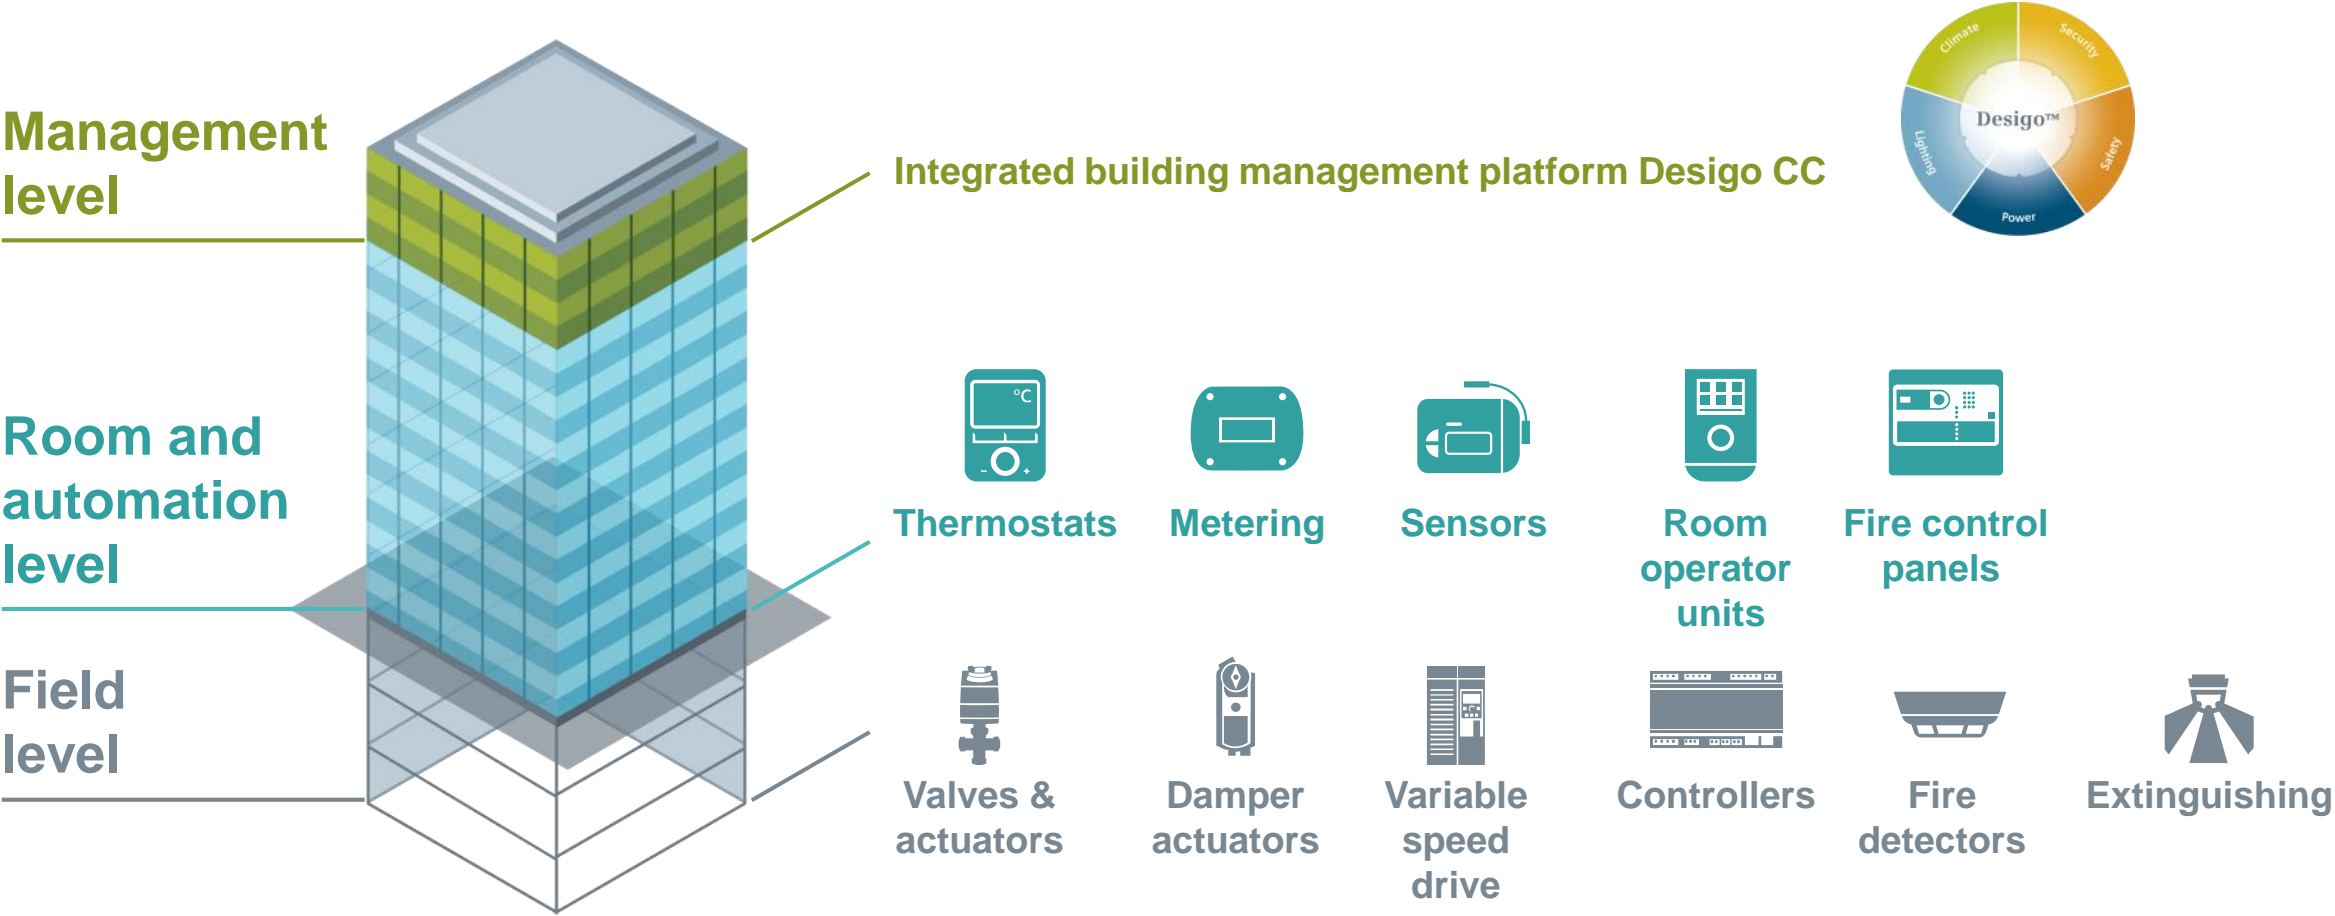 Management
level
Integrated building management platform Desigo CC
Climate
Security
Desigo™
Lighting
Safety
Power
Room and
automation
level
°C
- +
Thermostats
Metering
Sensors
Room
operator
units
Fire control
panels
Field
level
Valves &
actuators
Damper
actuators
Variable
speed
drive
Controllers
Fire
detectors
Extinguishing